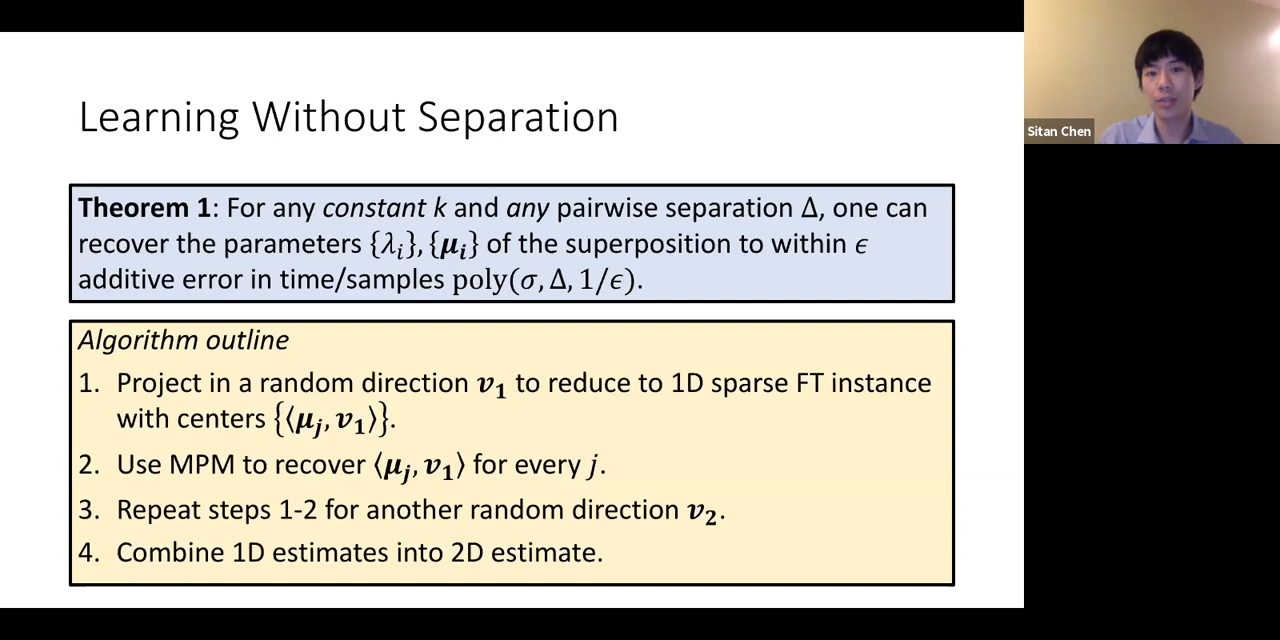 Learning Without Separation
Theorem 1: For any constant k and any pairwise separation Δ, one can
recover the parameters {λᵢ}, {μᵢ} of the superposition to within ϵ
additive error in time/samples poly(σ, Δ, 1/ϵ).
Algorithm outline
1. Project in a random direction v₁ to reduce to 1D sparse FT instance
with centers {⟨μⱼ, v₁⟩}.
2. Use MPM to recover ⟨μⱼ, v₁⟩ for every j.
3. Repeat steps 1-2 for another random direction v₂.
4. Combine 1D estimates into 2D estimate.
Sitan Chen